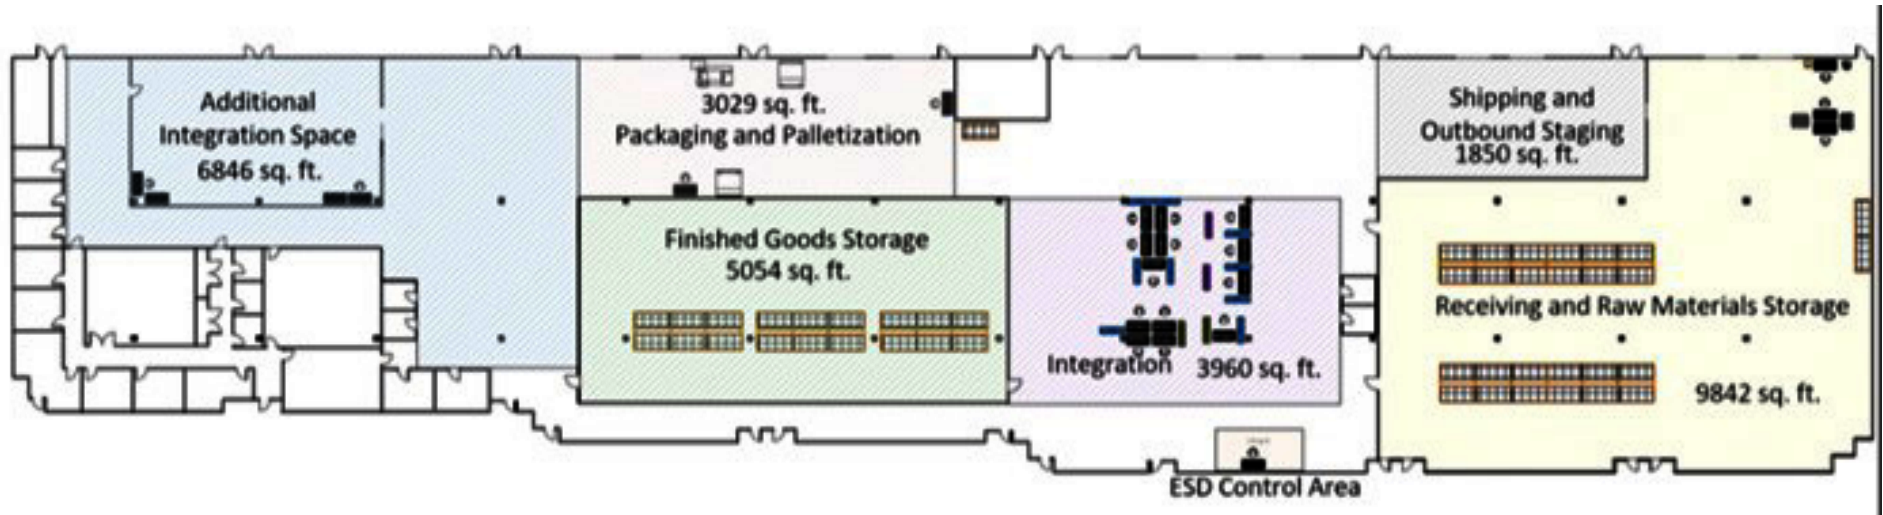 Additional
Integration Space
6846 sq. ft.
3029 sq. ft.
Packaging and Palletization
Finished Goods Storage
5054 sq. ft.
Integration
3960 sq. ft.
Shipping and
Outbound Staging
1850 sq. ft.
Receiving and Raw Materials Storage
9842 sq. ft.
ESD Control Area